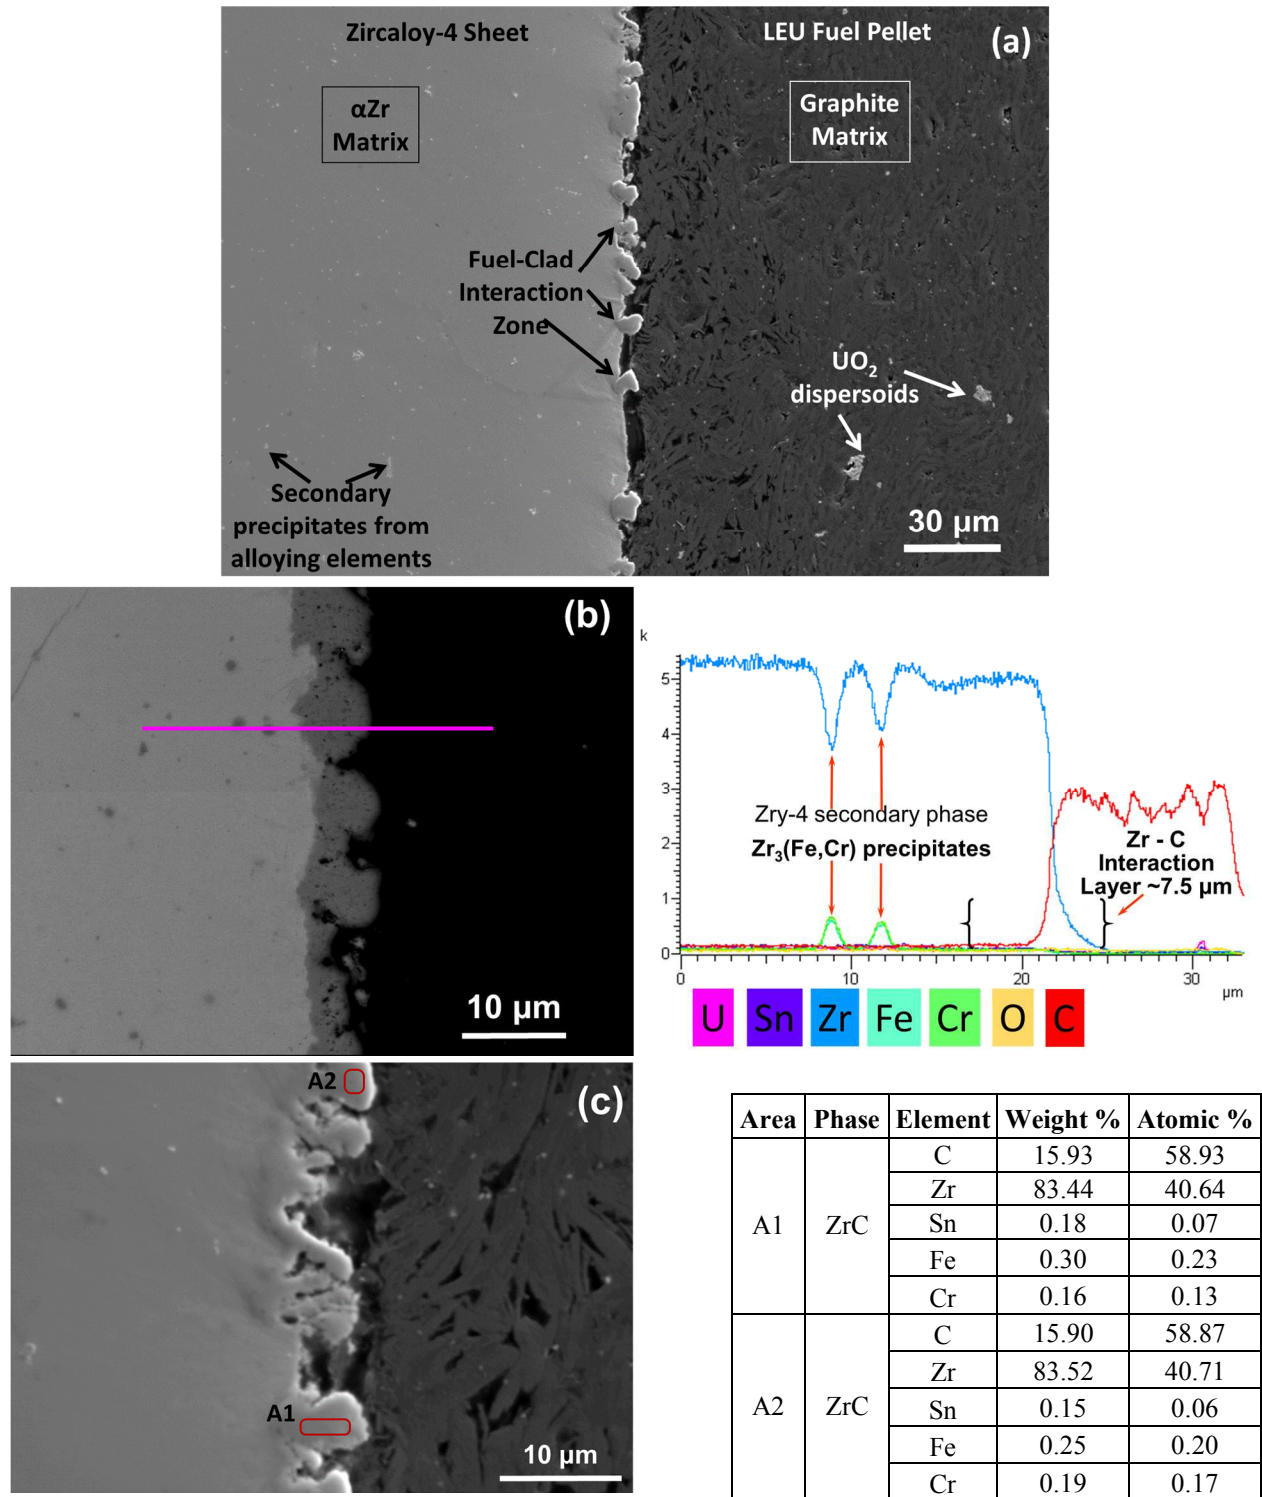 Zircaloy-4 Sheet
LEU Fuel Pellet
(a)
αZr
Matrix
Graphite
Matrix
Fuel-Clad
Interaction
Zone
UO2
dispersoids
Secondary
precipitates from
alloying elements
30 µm
(b)
10 µm
k
5
4
3
2
1
0
Zry-4 secondary phase
Zr3(Fe,Cr) precipitates
Zr - C
Interaction
Layer ~7.5 µm
{ }
0 10 20 30
µm
U Sn Zr Fe Cr O C
A2
(c)
A1
10 µm
Area Phase Element Weight % Atomic %
A1 ZrC
C 15.93 58.93
Zr 83.44 40.64
Sn 0.18 0.07
Fe 0.30 0.23
Cr 0.16 0.13
A2 ZrC
C 15.90 58.87
Zr 83.52 40.71
Sn 0.15 0.06
Fe 0.25 0.20
Cr 0.19 0.17